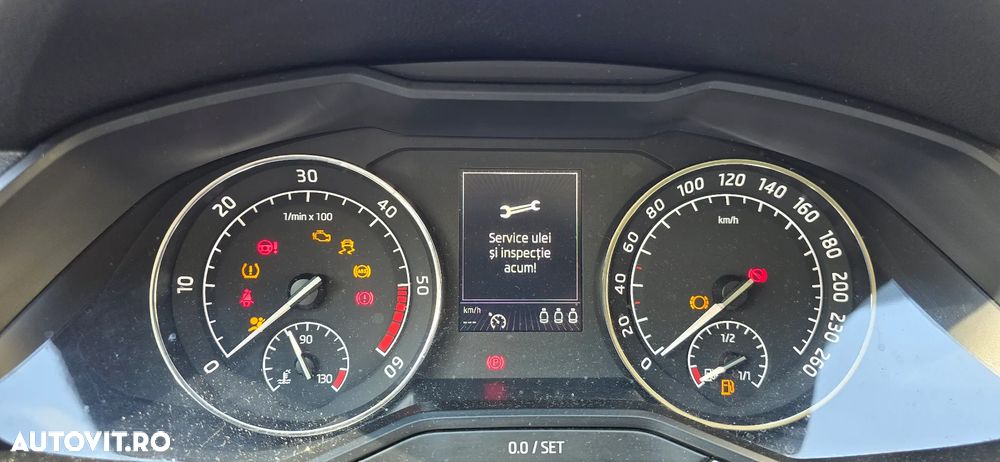 0
10
20
30
40
50
60
1/min x 100
ABS
90
130
Service ulei
și inspecție
acum!
km/h
---
P
0
20
40
60
80
100
120
140
160
180
200
230
260
km/h
1/2
1/1
0.0 / SET
AUTOVIT.RO